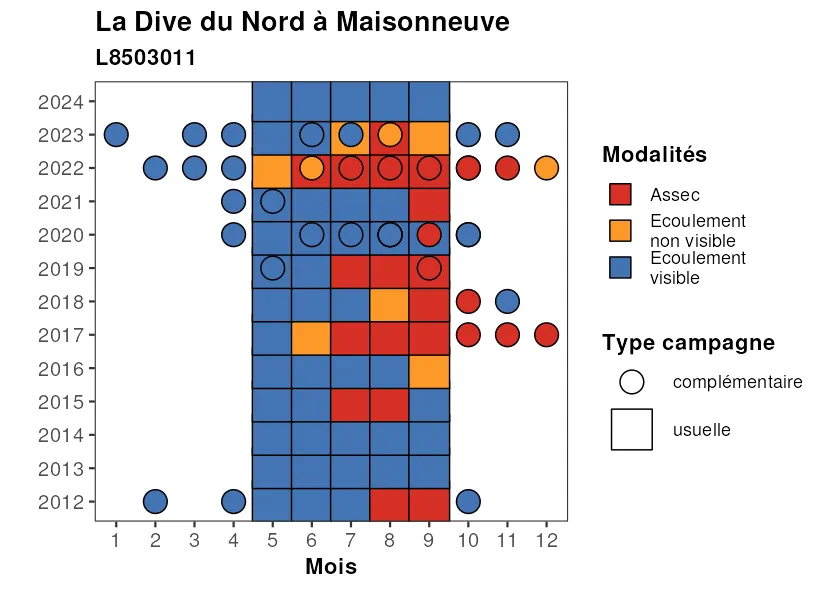 La Dive du Nord à Maisonneuve
L8503011
2024
2023
2022
2021
2020
2019
2018
2017
2016
2015
2014
2013
2012
1 2 3 4 5 6 7 8 9 10 11 12
Mois
Modalités
Assec
Ecoulement
non visible
Ecoulement
visible
Type campagne
complémentaire
usuelle